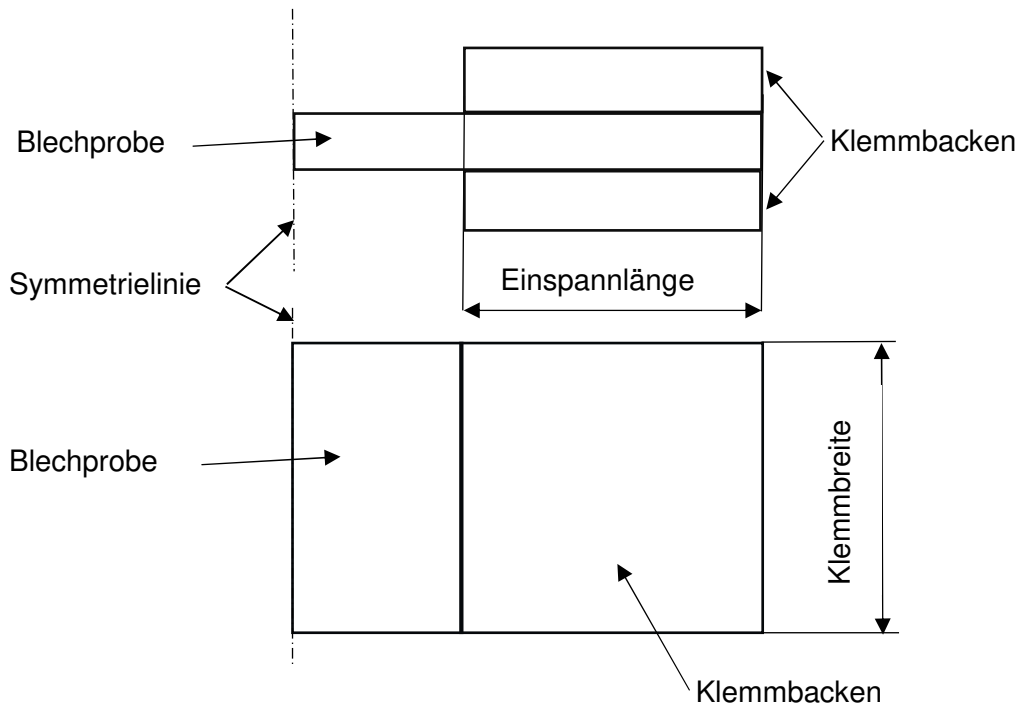 Blechprobe
Klemmbacken
Symmetrielinie
Einspannlänge
Blechprobe
Klemmbreite
Klemmbacken